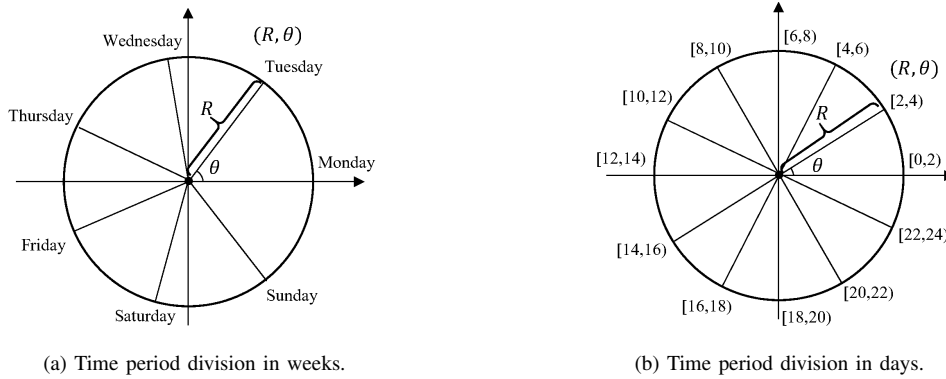 Wednesday
(R, θ)
Tuesday
R
Thursday
θ
Monday
Friday
Sunday
Saturday
(a) Time period division in weeks.
[6,8)
[8,10)
[4,6)
(R, θ)
[10,12)
[2,4)
R
[12,14)
θ
[0,2)
[14,16)
[22,24)
[16,18)
[20,22)
[18,20)
(b) Time period division in days.